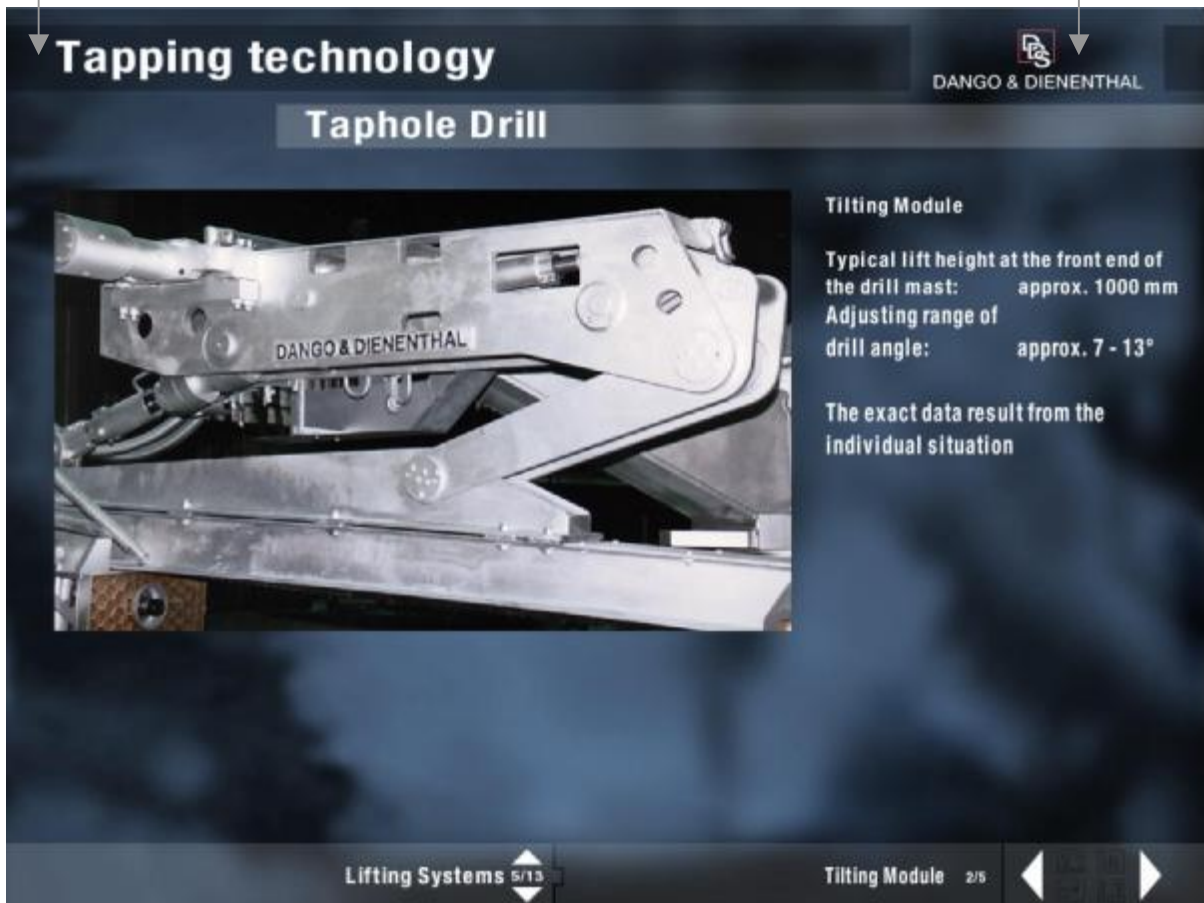 Tapping technology
DDS
DANGO & DIENENTHAL
Taphole Drill
DANGO & DIENENTHAL
Tilting Module
Typical lift height at the front end of
the drill mast: approx. 1000 mm
Adjusting range of
drill angle: approx. 7 - 13°
The exact data result from the
individual situation
Lifting Systems 5/13
Tilting Module 2/5